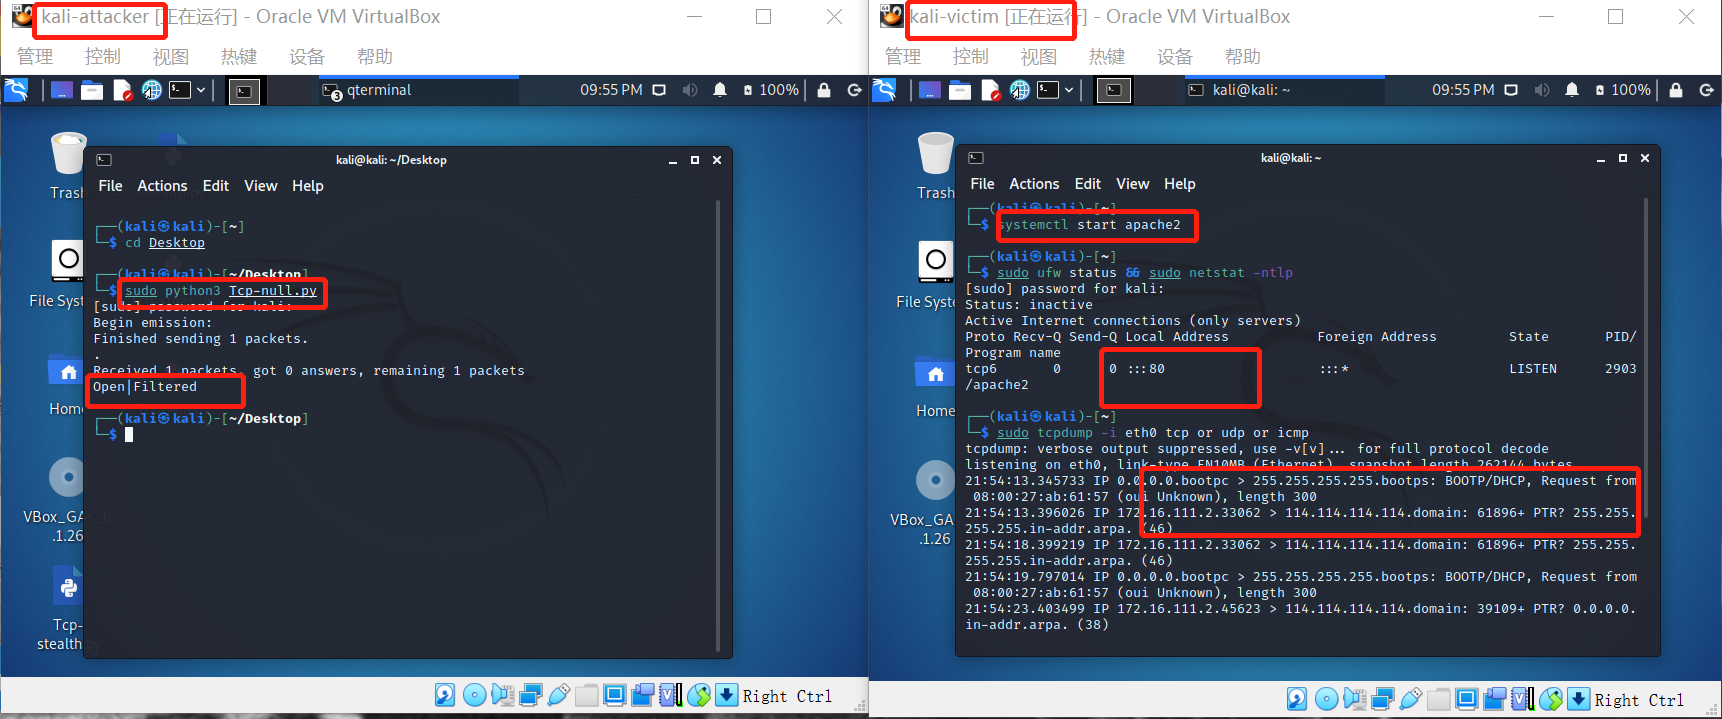 kali-attacker [正在运行] - Oracle VM VirtualBox
管理 控制 视图 热键 设备 帮助
qterminal 09:55 PM 100%
Trash
File Syste
Home
VBox_GAs_6
.1.26
Tcp-
stealth.py
kali@kali: ~/Desktop
File Actions Edit View Help
┌──(kali㉿kali)-[~]
└─$ cd Desktop
┌──(kali㉿kali)-[~/Desktop]
└─$ sudo python3 Tcp-null.py
[sudo] password for kali:
Begin emission:
Finished sending 1 packets.
.
Received 1 packets, got 0 answers, remaining 1 packets
Open|Filtered
┌──(kali㉿kali)-[~/Desktop]
└─$
Right Ctrl
kali-victim [正在运行] - Oracle VM VirtualBox
管理 控制 视图 热键 设备 帮助
kali@kali: ~ 09:55 PM 100%
Trash
File Syste
Home
VBox_GA
.1.26
kali@kali: ~
File Actions Edit View Help
┌──(kali㉿kali)-[~]
└─$ systemctl start apache2
┌──(kali㉿kali)-[~]
└─$ sudo ufw status && sudo netstat -ntlp
[sudo] password for kali:
Status: inactive
Active Internet connections (only servers)
Proto Recv-Q Send-Q Local Address Foreign Address State PID/
Program name
tcp6 0 0 :::80 :::* LISTEN 2903
/apache2
┌──(kali㉿kali)-[~]
└─$ sudo tcpdump -i eth0 tcp or udp or icmp
tcpdump: verbose output suppressed, use -v[v]... for full protocol decode
listening on eth0, link-type EN10MB (Ethernet), snapshot length 262144 bytes
21:54:13.345733 IP 0.0.0.0.bootpc > 255.255.255.255.bootps: BOOTP/DHCP, Request from
08:00:27:ab:61:57 (oui Unknown), length 300
21:54:13.396026 IP 172.16.111.2.33062 > 114.114.114.114.domain: 61896+ PTR? 255.255.
255.255.in-addr.arpa. (46)
21:54:18.399219 IP 172.16.111.2.33062 > 114.114.114.114.domain: 61896+ PTR? 255.255.
255.255.in-addr.arpa. (46)
21:54:19.797014 IP 0.0.0.0.bootpc > 255.255.255.255.bootps: BOOTP/DHCP, Request from
08:00:27:ab:61:57 (oui Unknown), length 300
21:54:23.403499 IP 172.16.111.2.45623 > 114.114.114.114.domain: 39109+ PTR? 0.0.0.0.
in-addr.arpa. (38)
Right Ctrl